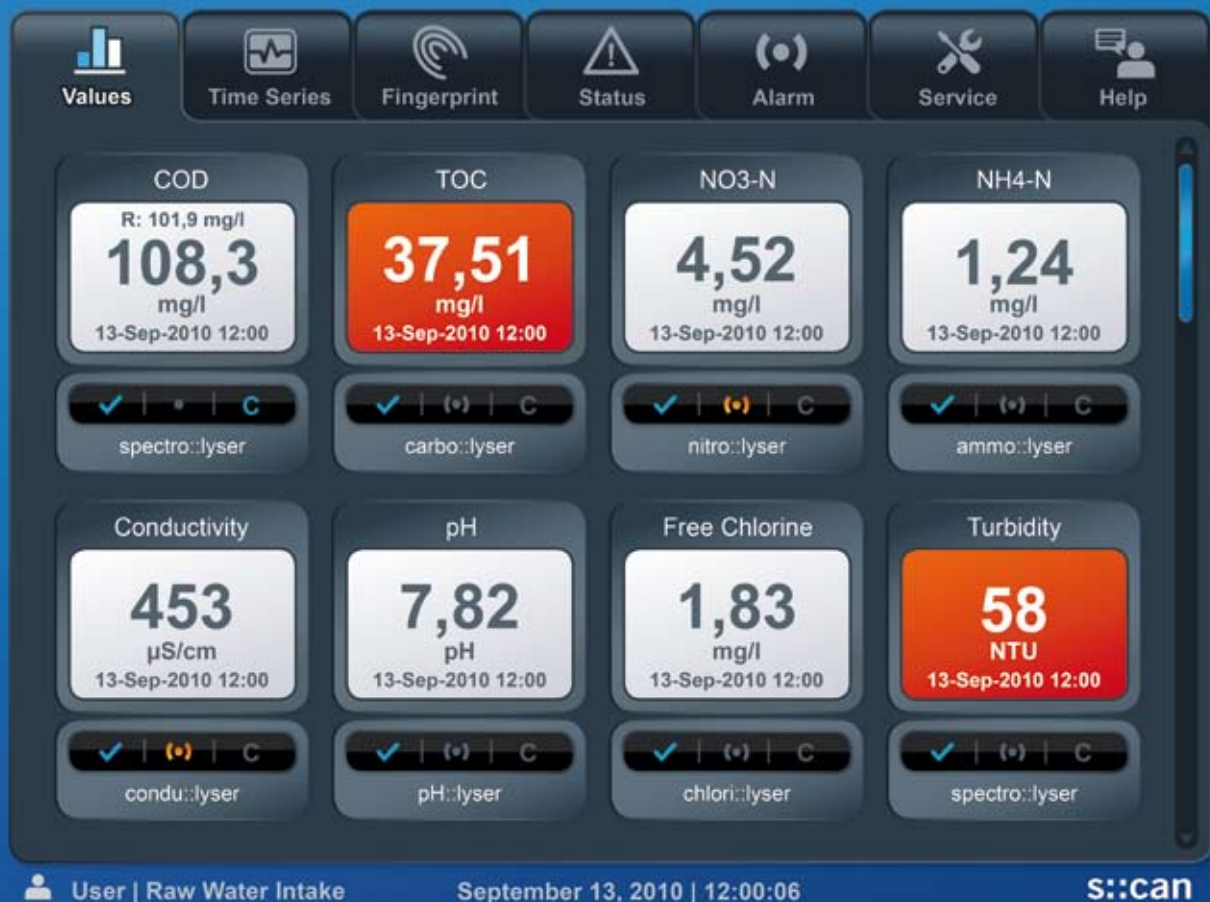 Values Time Series Fingerprint Status Alarm Service Help
COD TOC NO3-N NH4-N
R: 101,9 mg/l
108,3 37,51 4,52 1,24
mg/l mg/l mg/l mg/l
13-Sep-2010 12:00 13-Sep-2010 12:00 13-Sep-2010 12:00 13-Sep-2010 12:00
C C C C
spectro::lyser carbo::lyser nitro::lyser ammo::lyser
Conductivity pH Free Chlorine Turbidity
453 7,82 1,83 58
µS/cm pH mg/l NTU
13-Sep-2010 12:00 13-Sep-2010 12:00 13-Sep-2010 12:00 13-Sep-2010 12:00
C C C C
condu::lyser pH::lyser chlori::lyser spectro::lyser
User | Raw Water Intake September 13, 2010 | 12:00:06 s::can